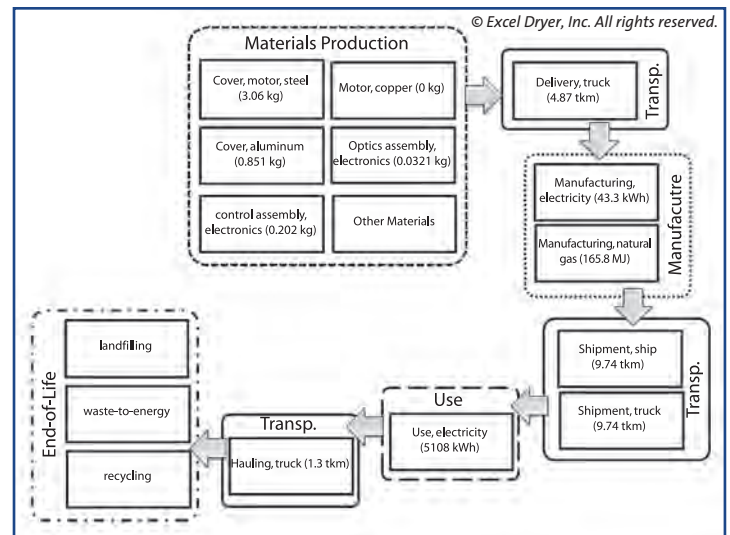 © Excel Dryer, Inc. All rights reserved.
Materials Production
Cover, motor, steel
(3.06 kg)
Motor, copper (0 kg)
Cover, aluminum
(0.851 kg)
Optics assembly,
electronics (0.0321 kg)
control assembly,
electronics (0.202 kg)
Other Materials
Delivery, truck
(4.87 tkm)
Transp.
Manufacturing,
electricity (43.3 kWh)
Manufacturing, natural
gas (165.8 MJ)
Manufacutre
Shipment, ship
(9.74 tkm)
Shipment, truck
(9.74 tkm)
Transp.
Use
Use, electricity
(5108 kWh)
Transp.
Hauling, truck (1.3 tkm)
End-of-Life
landfilling
waste-to-energy
recycling